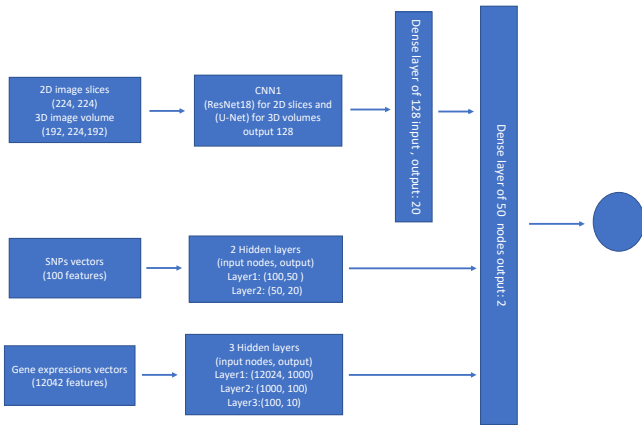 2D image slices
(224, 224)
3D image volume
(192, 224,192)
CNN1
(ResNet18) for 2D slices and
(U-Net) for 3D volumes
output 128
Dense layer of 128 input , output: 20
Dense layer of 50 nodes output: 2
SNPs vectors
(100 features)
2 Hidden layers
(input nodes, output)
Layer1: (100,50 )
Layer2: (50, 20)
Gene expressions vectors
(12042 features)
3 Hidden layers
(input nodes, output)
Layer1: (12024, 1000)
Layer2: (1000, 100)
Layer3:(100, 10)